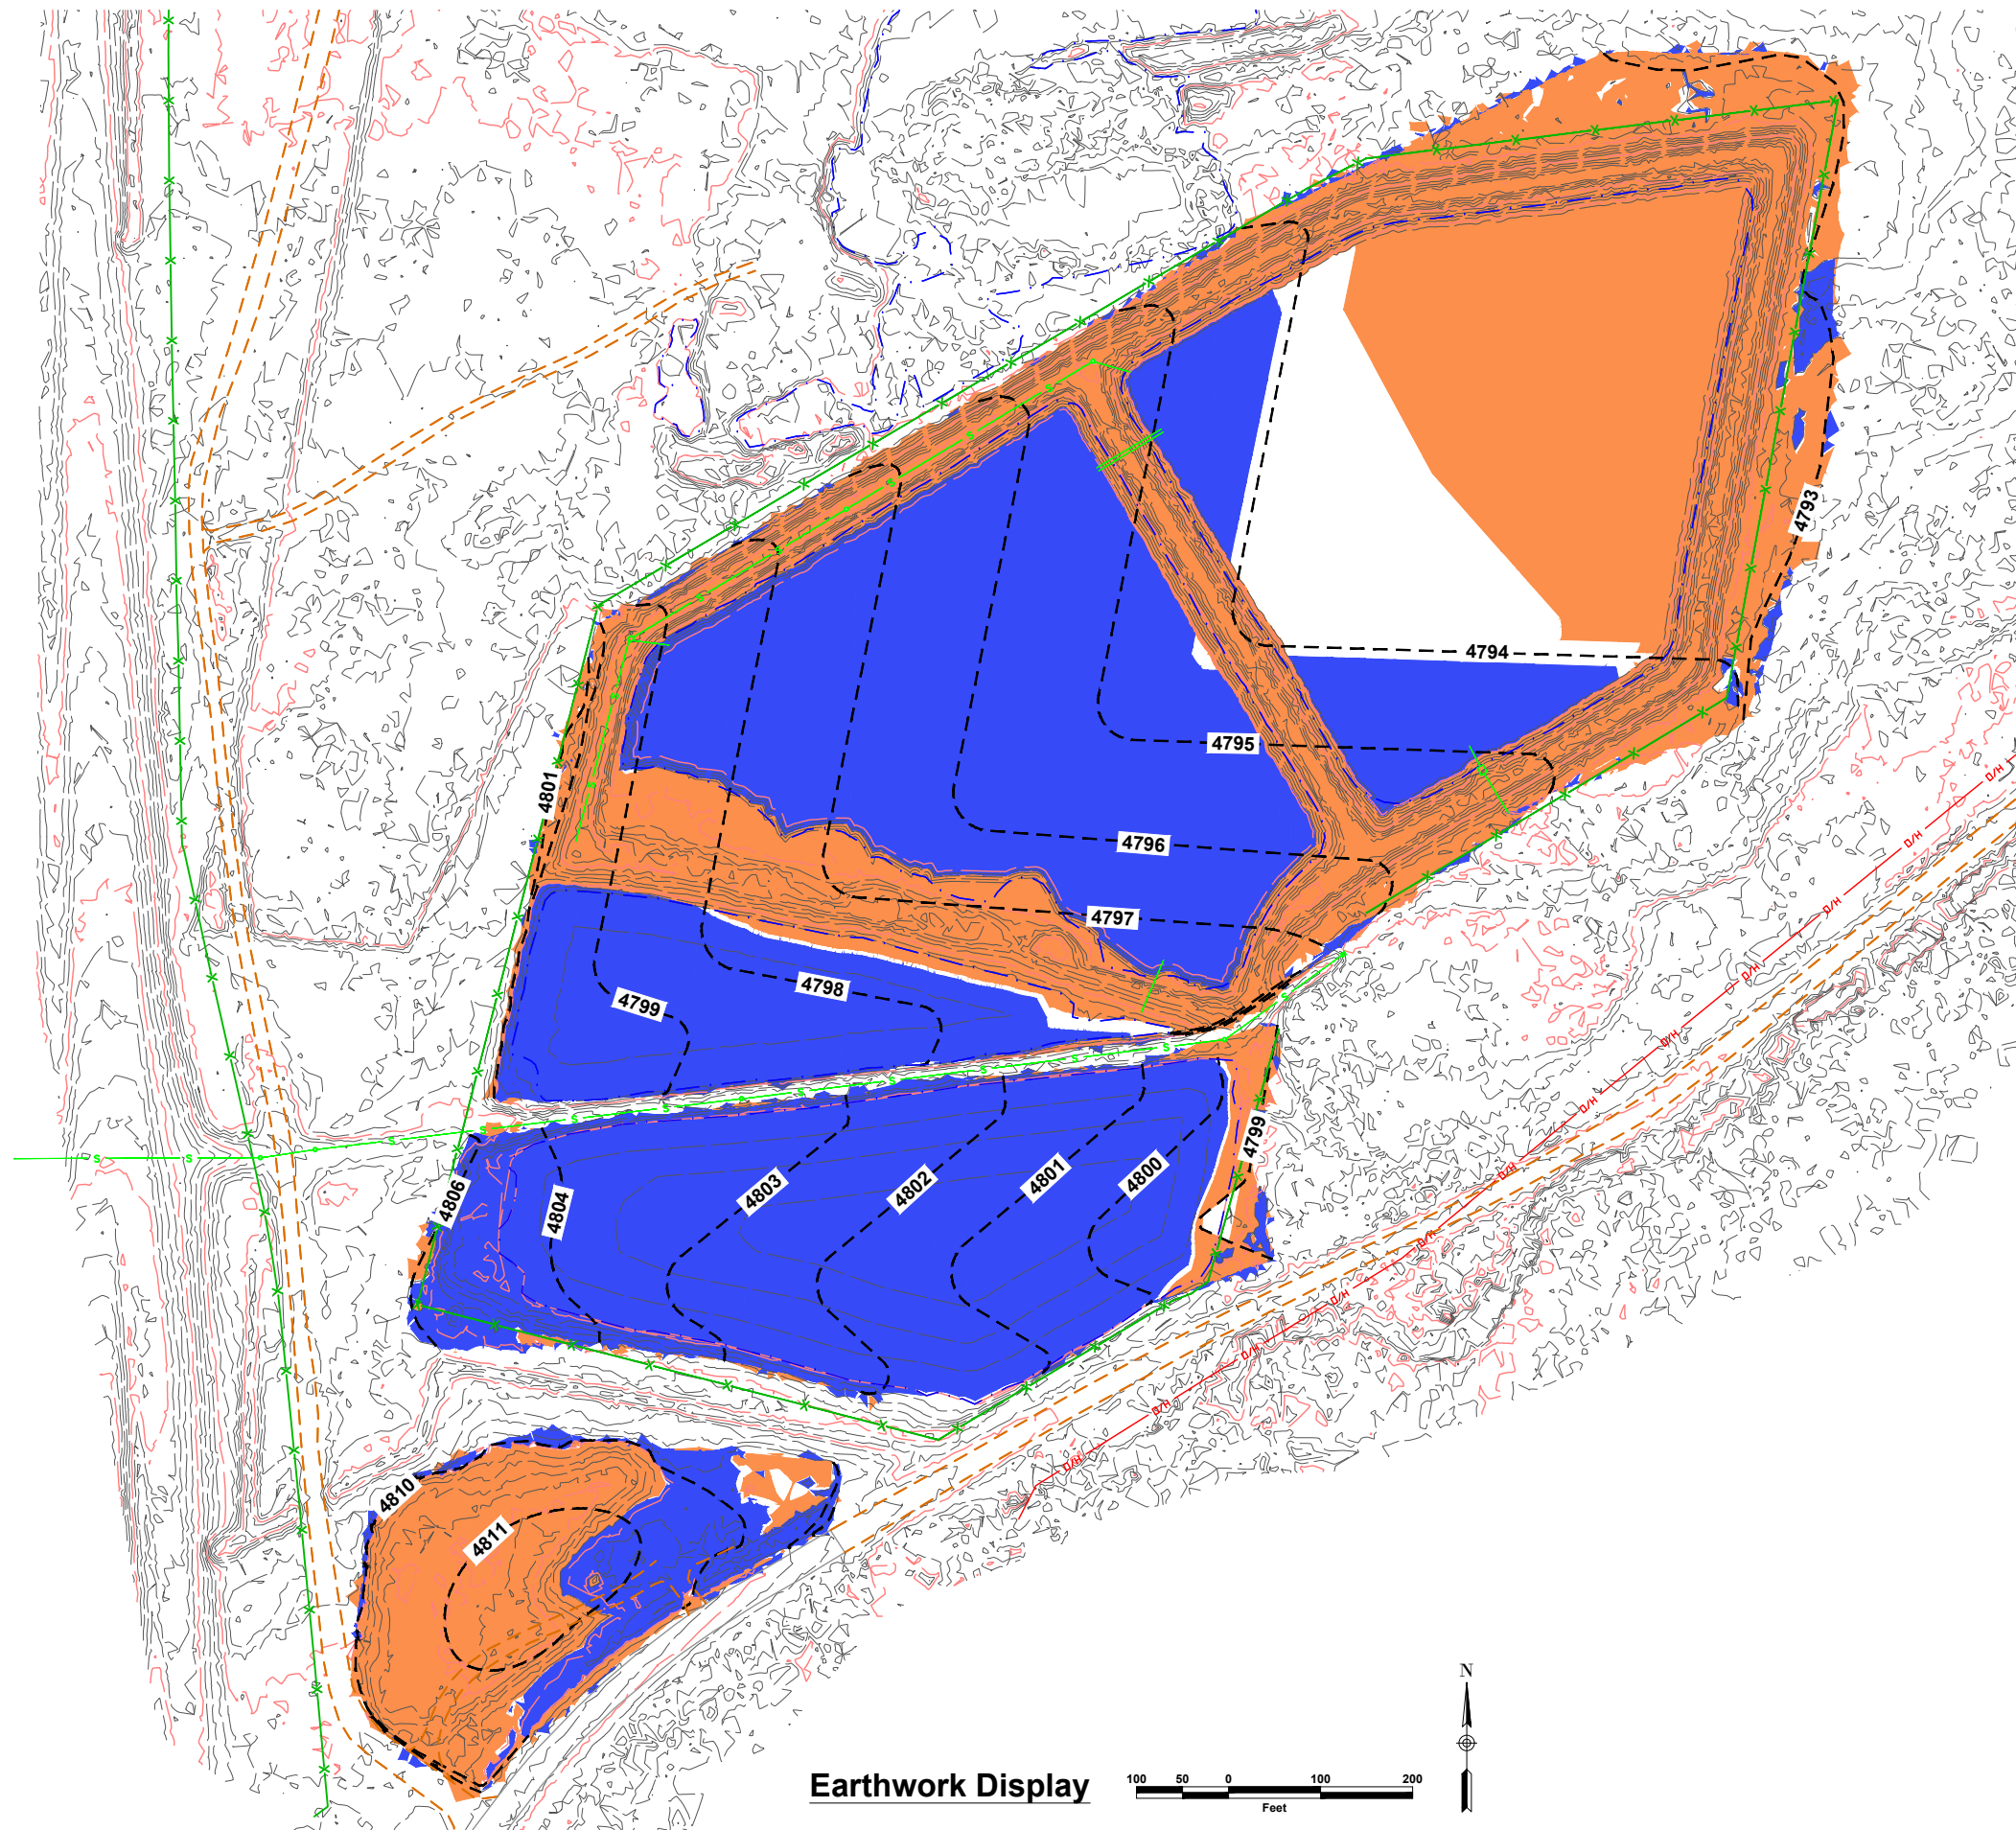 4793
4794
4795
4801
4796
4797
4798
4799
4799
4806
4804
4803
4802
4801
4800
4810
4811
S S S S S S S S S S S S
S S S S S S
O/H O/H O/H O/H O/H O/H O/H O/H O/H O/H O/H O/H
N
Earthwork Display
100 50 0 100 200
Feet